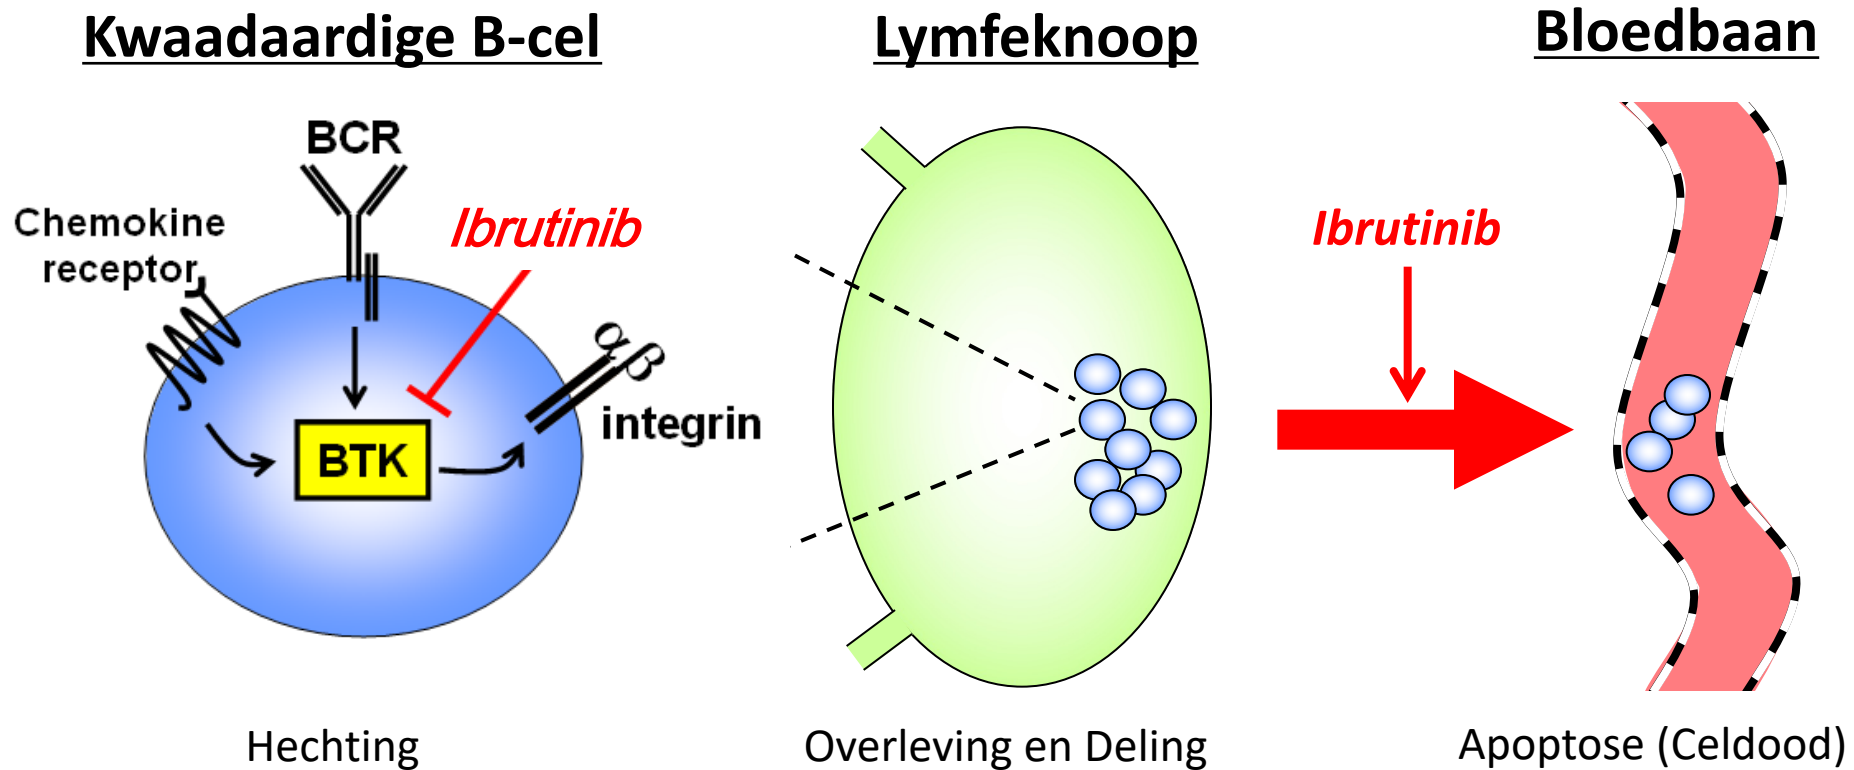 Kwaadaardige B-cel
Lymfeknoop
Bloedbaan
BCR
Chemokine
receptor
Ibrutinib
αβ
integrin
BTK
Ibrutinib
Hechting
Overleving en Deling
Apoptose (Celdood)